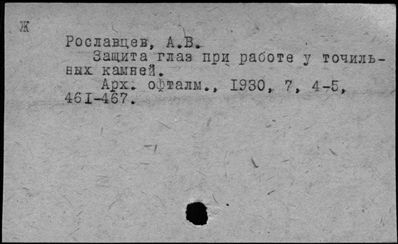 Ж
Рославцев, А.В.
Защита глаз при работе у точиль-
ных камней.
Арх. офталм., 1930, 7, 4-5,
461-467.